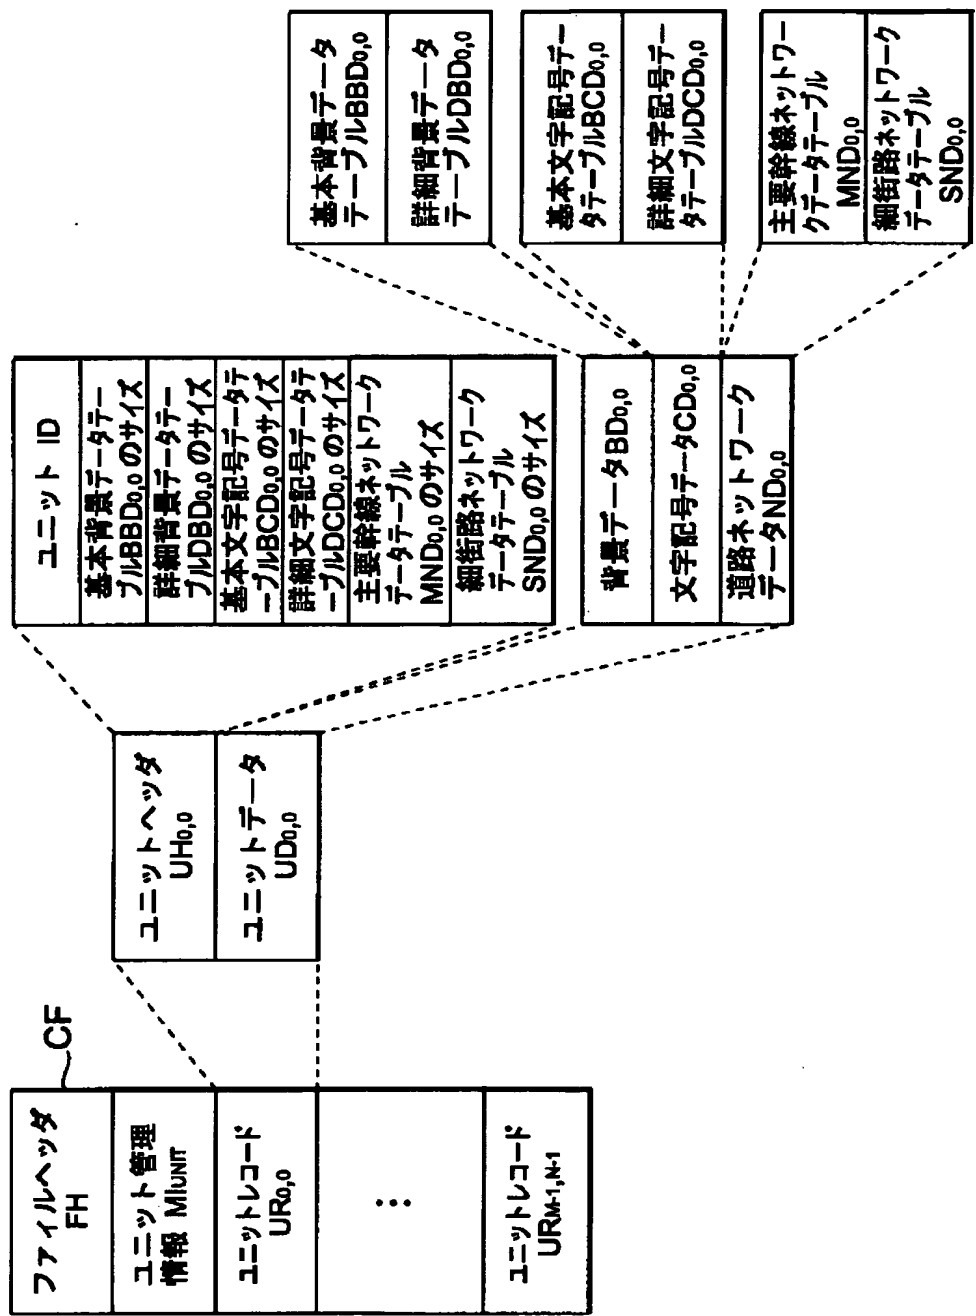 CF
ファイルヘッダ
FH
ユニット管理
情報 MIUNIT
ユニットレコード
UR0,0
⋮
ユニットレコード
URM-1,N-1
ユニットヘッダ
UH0,0
ユニットデータ
UD0,0
ユニット ID
基本背景データテー
ブルBBD0,0 のサイズ
詳細背景データテー
ブルDBD0,0 のサイズ
基本文字記号データテ
ーブルBCD0,0 のサイズ
詳細文字記号データテ
ーブルDCD0,0 のサイズ
主要幹線ネットワーク
データテーブル
MND0,0 のサイズ
細街路ネットワーク
データテーブル
SND0,0 のサイズ
背景データBD0,0
文字記号データCD0,0
道路ネットワーク
データND0,0
基本背景データ
テーブルBBD0,0
詳細背景データ
テーブルDBD0,0
基本文字記号デー
タテーブルBCD0,0
詳細文字記号デー
タテーブルDCD0,0
主要幹線ネットワー
クデータテーブル
MND0,0
細街路ネットワーク
データテーブル
SND0,0